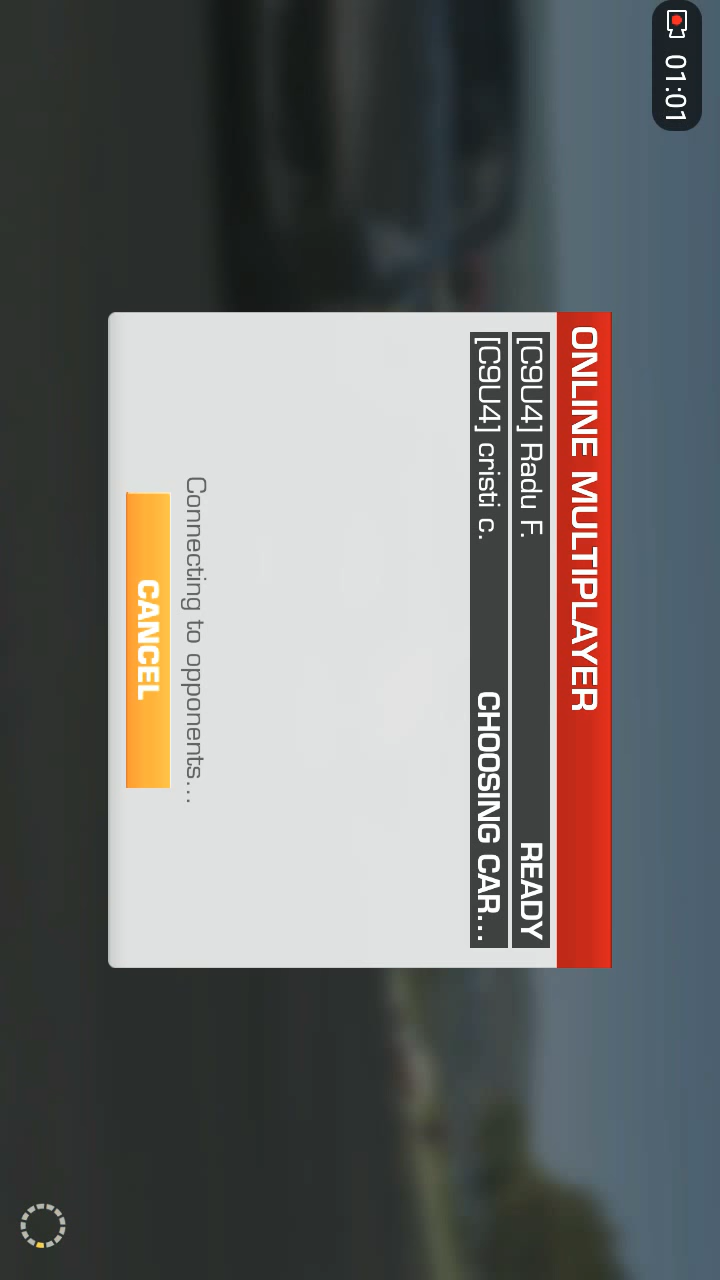 01:01
ONLINE MULTIPLAYER
[C9U4] Radu F. READY
[C9U4] cristi c. CHOOSING CAR...
Connecting to opponents...
CANCEL